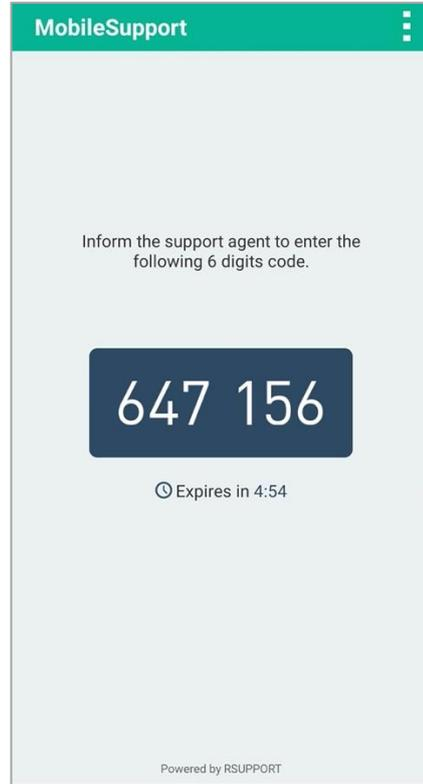 MobileSupport
Inform the support agent to enter the
following 6 digits code.
647 156
Expires in 4:54
Powered by RSUPPORT